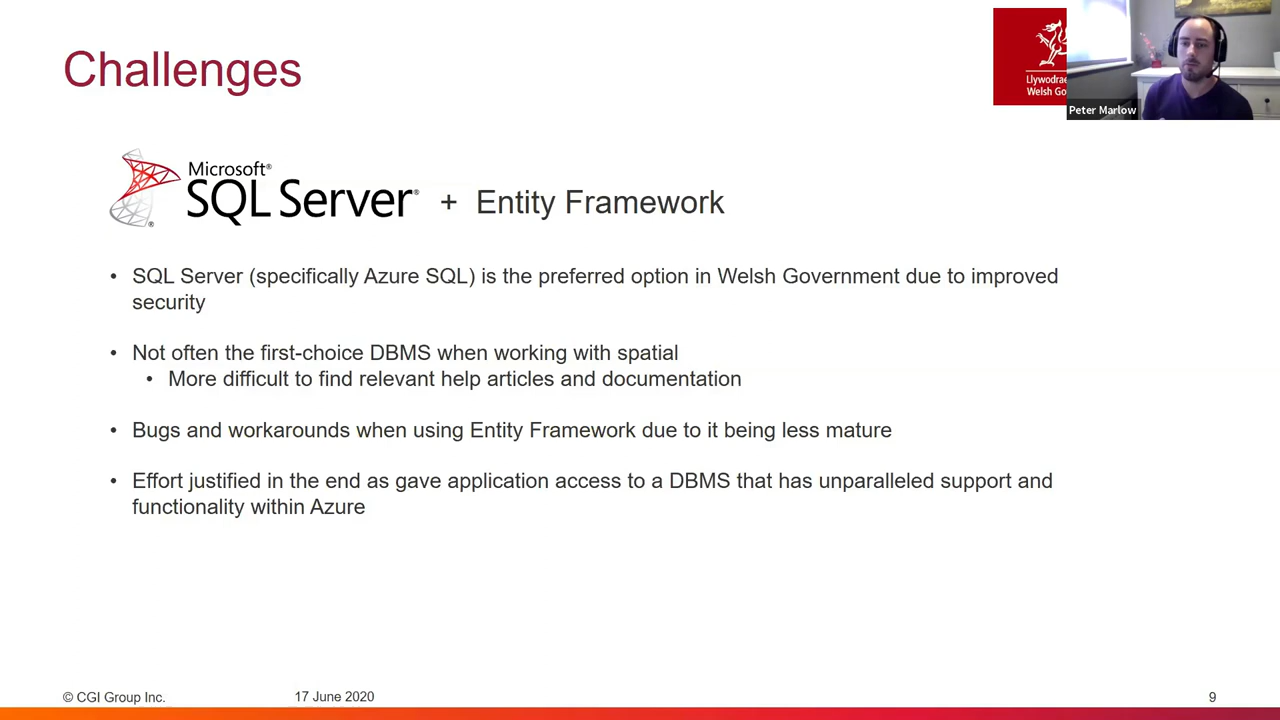 Challenges
Llywodrae
Welsh Go
Peter Marlow
Microsoft®
SQL Server®
®
+ Entity Framework
• SQL Server (specifically Azure SQL) is the preferred option in Welsh Government due to improved
security
• Not often the first-choice DBMS when working with spatial
• More difficult to find relevant help articles and documentation
• Bugs and workarounds when using Entity Framework due to it being less mature
• Effort justified in the end as gave application access to a DBMS that has unparalleled support and
functionality within Azure
© CGI Group Inc.
17 June 2020
9